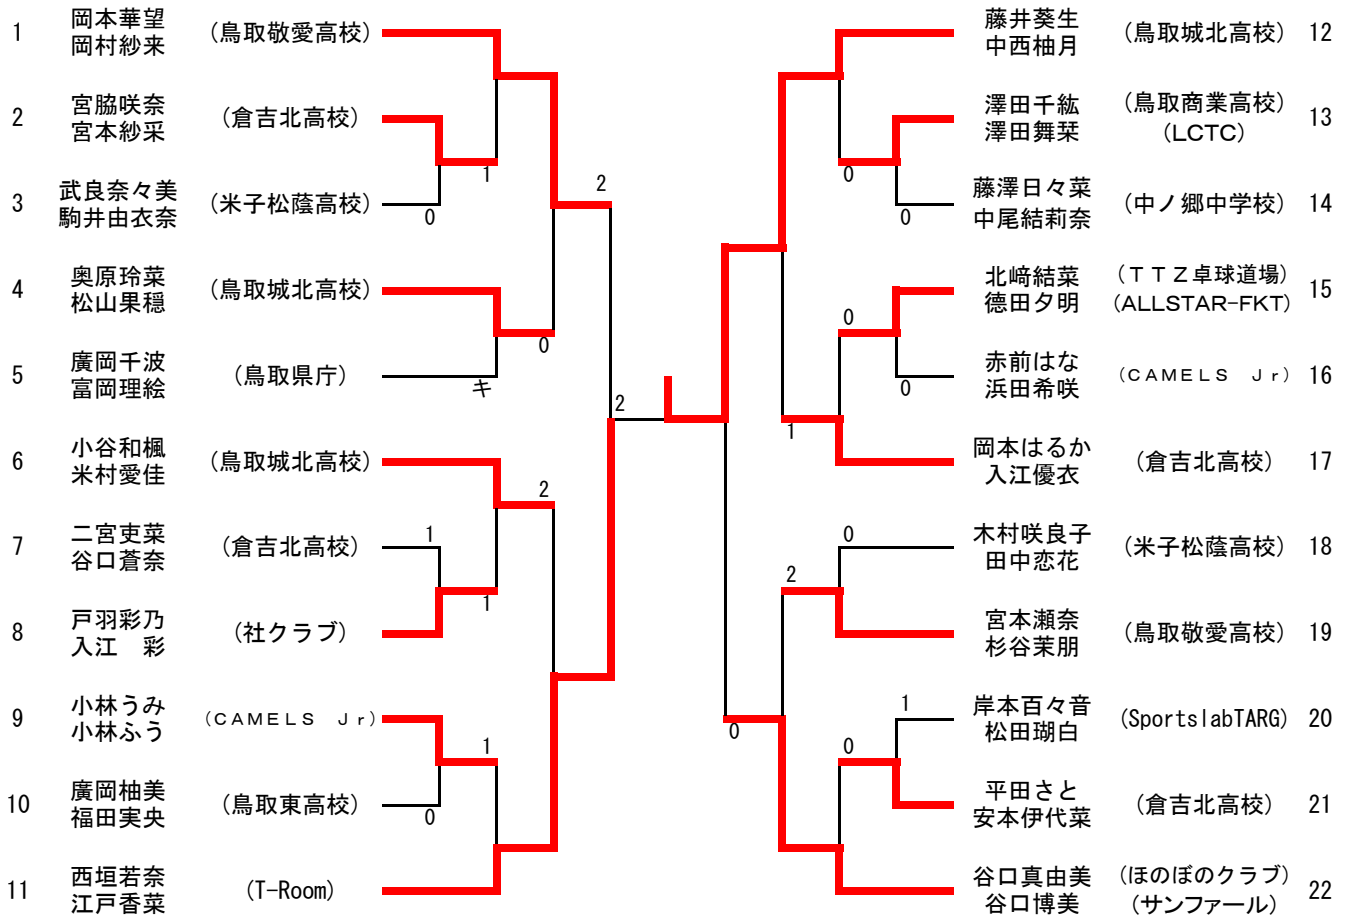 1 岡本華望 (鳥取敬愛高校)
岡村紗来
2 宮脇咲奈 (倉吉北高校)
宮本紗采
1
3 武良奈々美 (米子松蔭高校)
駒井由衣奈
0
2
4 奥原玲菜 (鳥取城北高校)
松山果穏
0
5 廣岡千波 (鳥取県庁)
富岡理絵
キ
2
6 小谷和楓 (鳥取城北高校)
米村愛佳
2
7 二宮吏菜 (倉吉北高校)
谷口蒼奈
1
1
8 戸羽彩乃 (社クラブ)
入江 彩
9 小林うみ (CAMELS Jr)
小林ふう
1
10 廣岡柚美 (鳥取東高校)
福田実央
0
11 西垣若奈 (T-Room)
江戸香菜
藤井葵生 (鳥取城北高校) 12
中西柚月
澤田千紘 (鳥取商業高校) 13
澤田舞栞 (LCTC)
0
藤澤日々菜 (中ノ郷中学校) 14
中尾結莉奈
0
北﨑結菜 (TTZ卓球道場) 15
德田夕明 (ALLSTAR-FKT)
0
赤前はな (CAMELS Jr) 16
浜田希咲
0
1
岡本はるか (倉吉北高校) 17
入江優衣
0
木村咲良子 (米子松蔭高校) 18
田中恋花
2
宮本瀬奈 (鳥取敬愛高校) 19
杉谷茉朋
0
岸本百々音 (SportslabTARG) 20
松田瑚白
1
0
平田さと (倉吉北高校) 21
安本伊代菜
谷口真由美 (ほのぼのクラブ) 22
谷口博美 (サンファール)